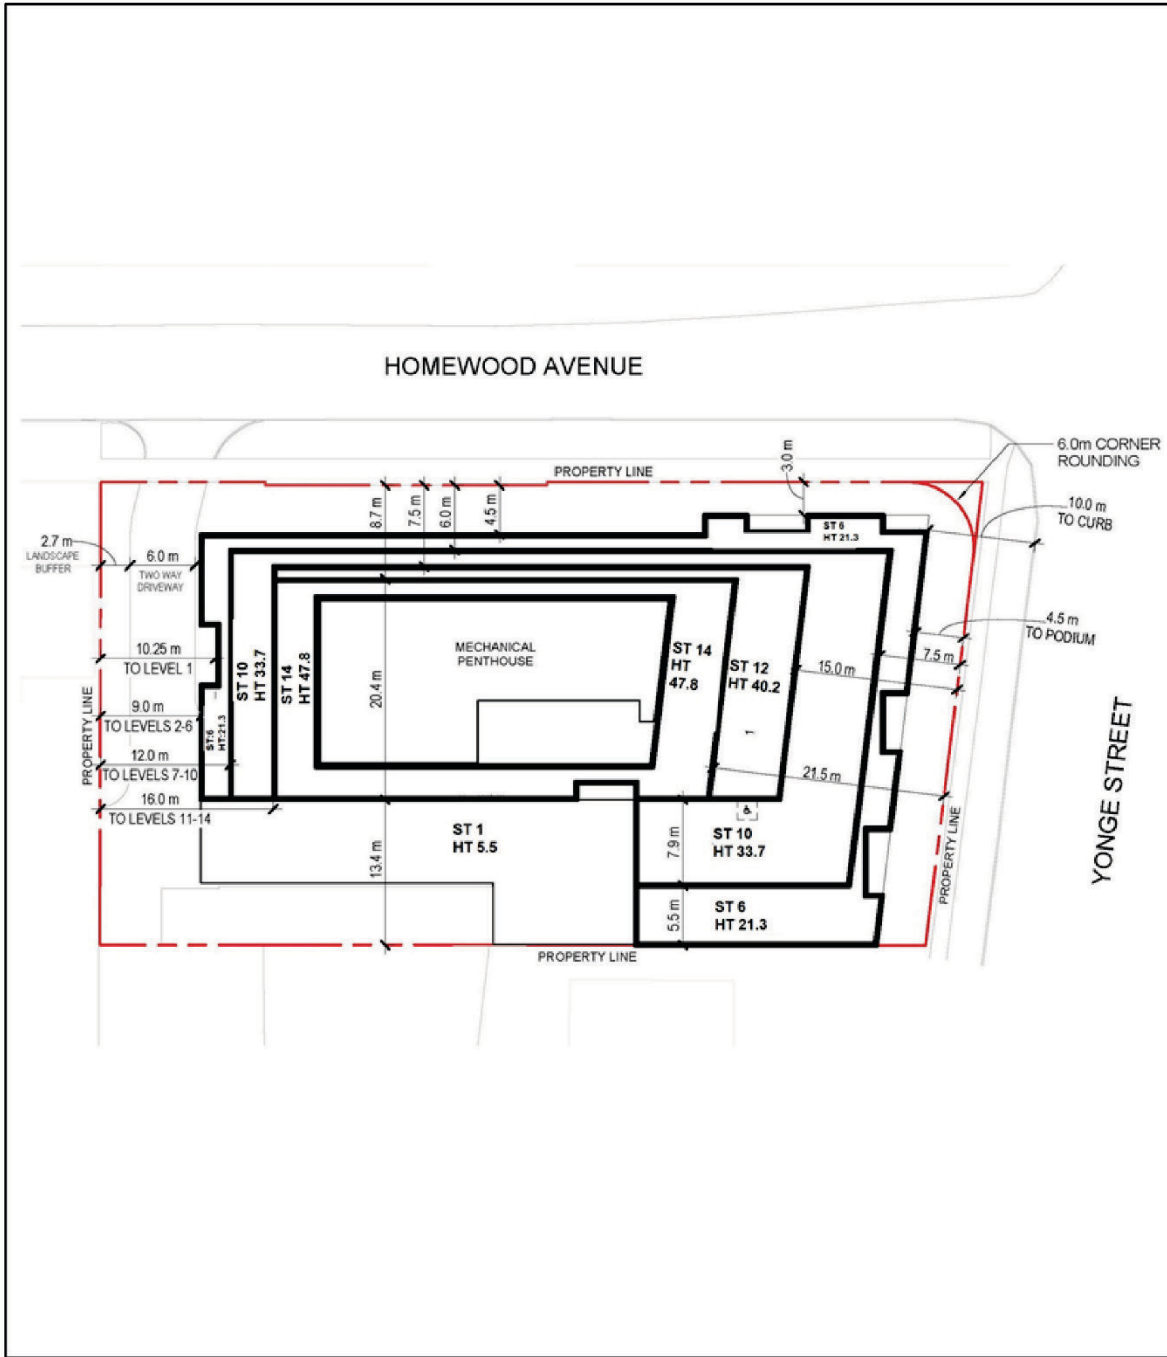 HOMEWOOD AVENUE
6.0m CORNER
ROUNDING
PROPERTY LINE
3.0 m
10.0 m
TO CURB
8.7 m
7.5 m
6.0 m
4.5 m
ST 6
HT 21.3
2.7 m
LANDSCAPE
BUFFER
6.0 m
TWO WAY
DRIVEWAY
4.5 m
TO PODIUM
7.5 m
15.0 m
10.25 m
TO LEVEL 1
ST 10
HT 33.7
ST 14
HT 47.8
MECHANICAL
PENTHOUSE
20.4 m
ST 14
HT
47.8
ST 12
HT 40.2
1
9.0 m
TO LEVELS 2-6
ST:6
HT:21.3
PROPERTY LINE
12.0 m
TO LEVELS 7-10
16.0 m
TO LEVELS 11-14
21.5 m
YONGE STREET
PROPERTY LINE
ST 1
HT 5.5
13.4 m
7.9 m
ST 10
HT 33.7
5.5 m
ST 6
HT 21.3
PROPERTY LINE